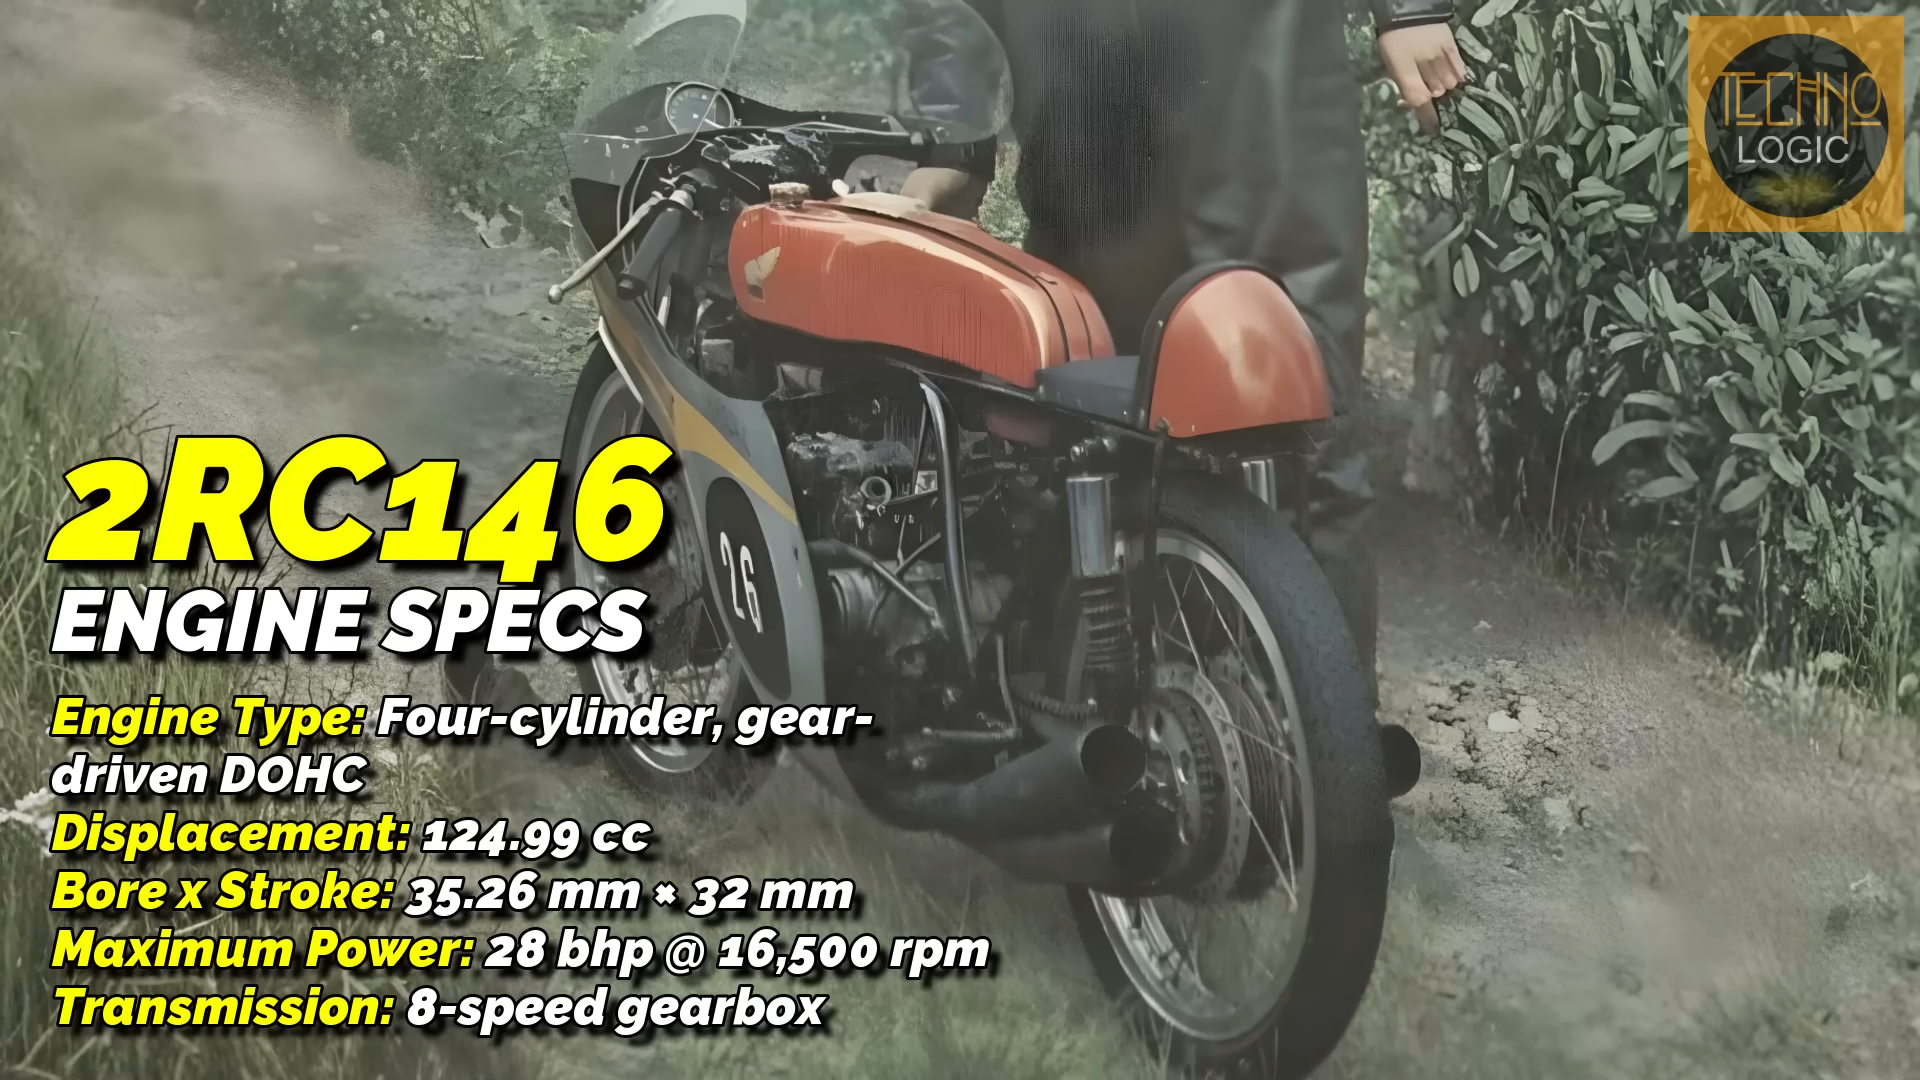 TECHNO
LOGIC
26
2RC146
ENGINE SPECS
Engine Type: Four-cylinder, gear-
driven DOHC
Displacement: 124.99 cc
Bore x Stroke: 35.26 mm × 32 mm
Maximum Power: 28 bhp @ 16,500 rpm
Transmission: 8-speed gearbox